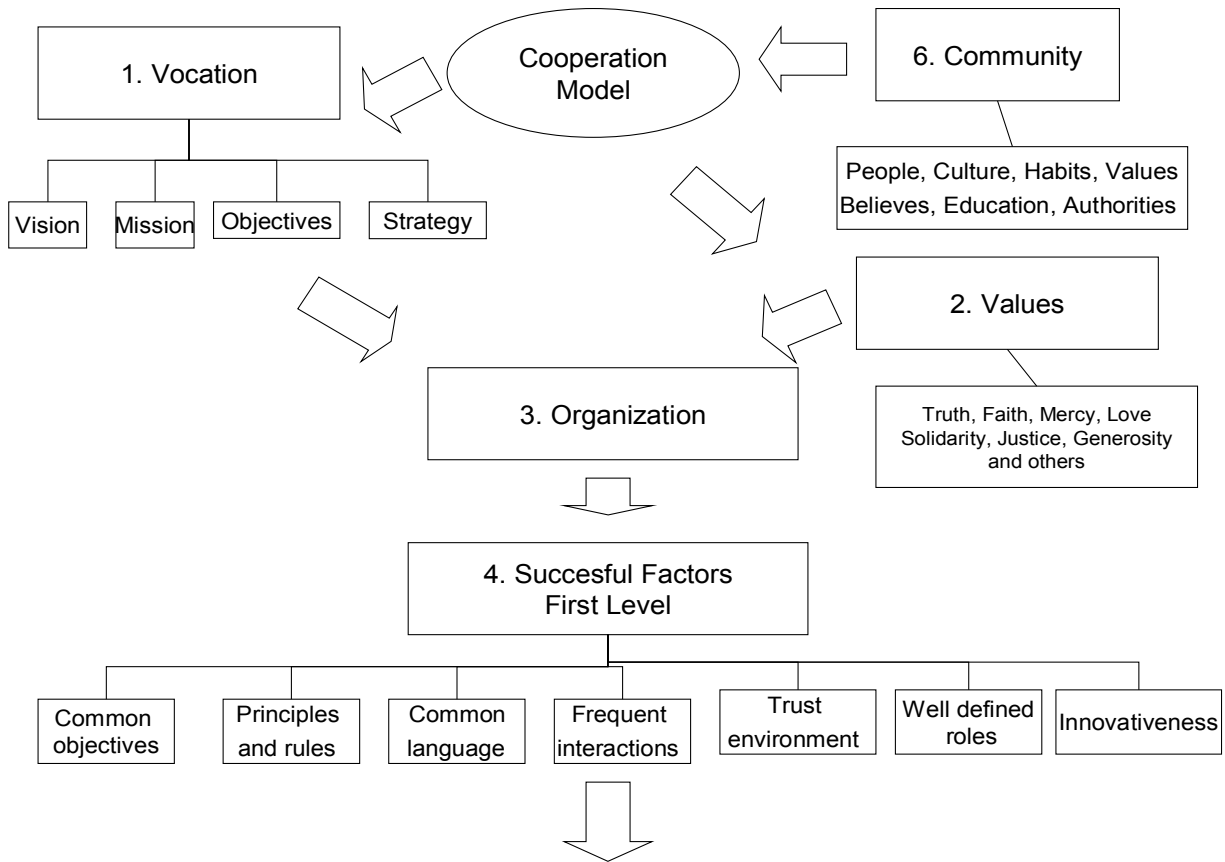 1. Vocation
Cooperation
Model
6. Community
People, Culture, Habits, Values
Believes, Education, Authorities
Vision
Mission
Objectives
Strategy
2. Values
Truth, Faith, Mercy, Love
Solidarity, Justice, Generosity
and others
3. Organization
4. Succesful Factors
First Level
Common
objectives
Principles
and rules
Common
language
Frequent
interactions
Trust
environment
Well defined
roles
Innovativeness